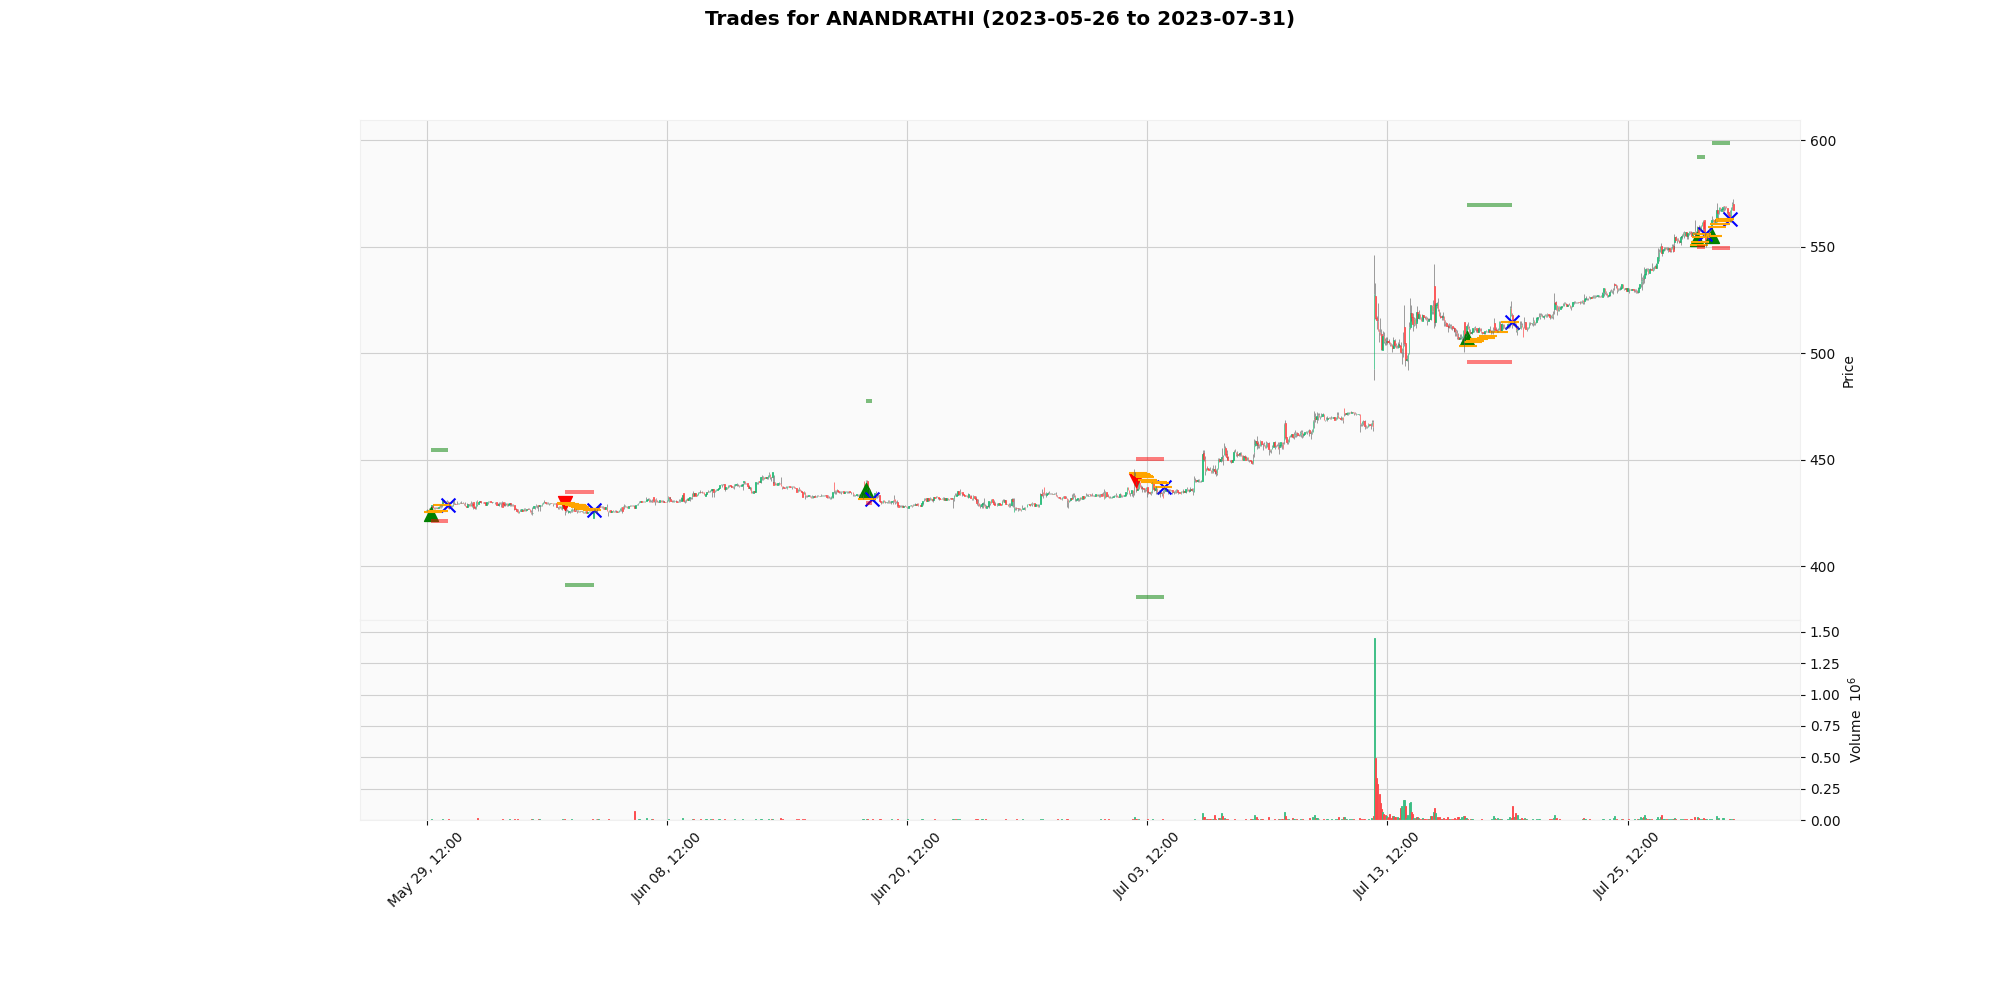 Trades for ANANDRATHI (2023-05-26 to 2023-07-31)
600
550
500
450
400
Price
1.50
1.25
1.00
0.75
0.50
0.25
0.00
Volume 10^6
May 29, 12:00
Jun 08, 12:00
Jun 20, 12:00
Jul 03, 12:00
Jul 13, 12:00
Jul 25, 12:00